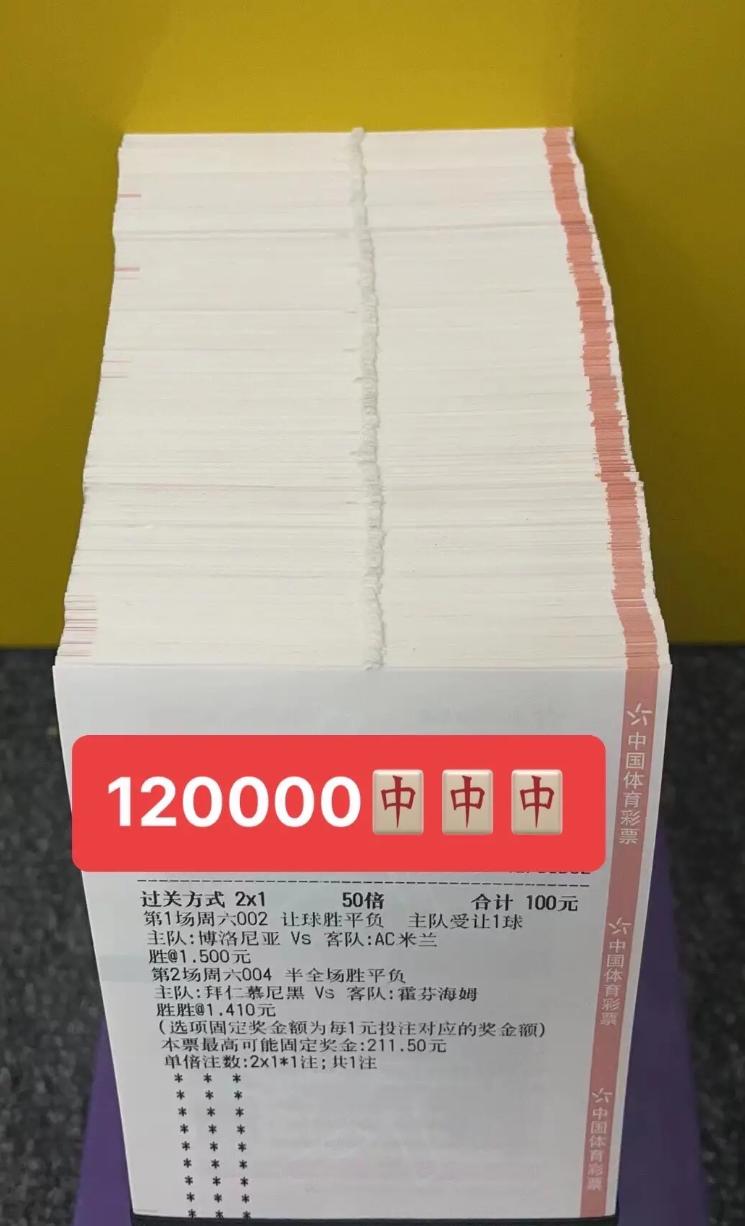 120000🀄🀄🀄
过关方式 2x1 50倍 合计 100元
第1场周六002 让球胜平负 主队受让1球
主队:博洛尼亚 Vs 客队:AC米兰
胜@1.500元
第2场周六004 半全场胜平负
主队:拜仁慕尼黑 Vs 客队:霍芬海姆
胜胜@1.410元
(选项固定奖金额为每1元投注对应的奖金额)
本票最高可能固定奖金:211.50元
单倍注数:2x1*1注;共1注
* * *
* * *
* * *
* * *
* * *
* * *
* * *
* * *
* * *
中国体育彩票
中国体育彩票
中国体育彩票